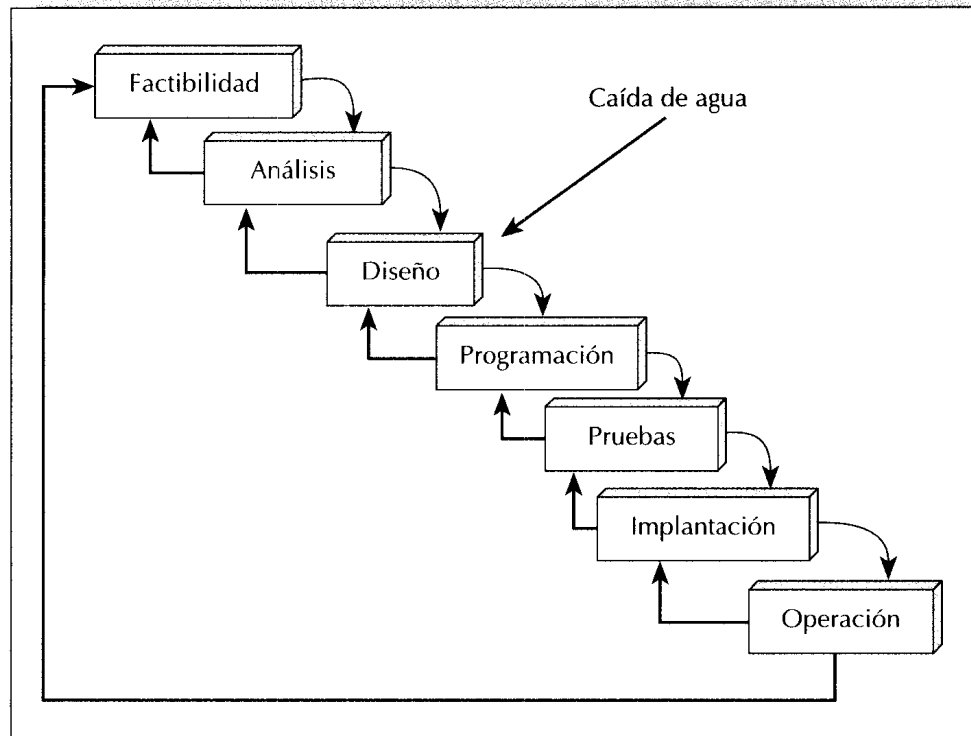 Factibilidad
Caída de agua
Análisis
Diseño
Programación
Pruebas
Implantación
Operación